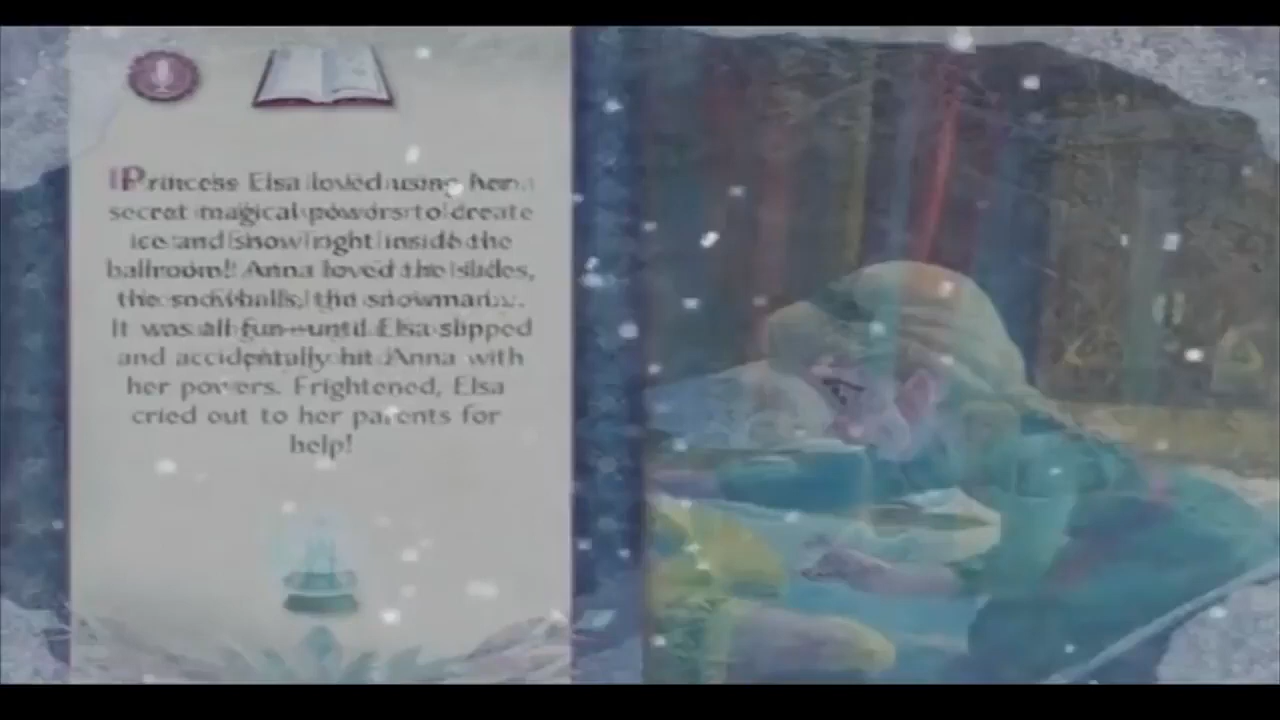 Princess Elsa loved using her
secret magical powers to create
ice and snow right inside the
ballroom! Anna loved the slides,
the snowballs, the snowman...
It was all fun—until Elsa slipped
and accidentally hit Anna with
her powers. Frightened, Elsa
cried out to her parents for
help!